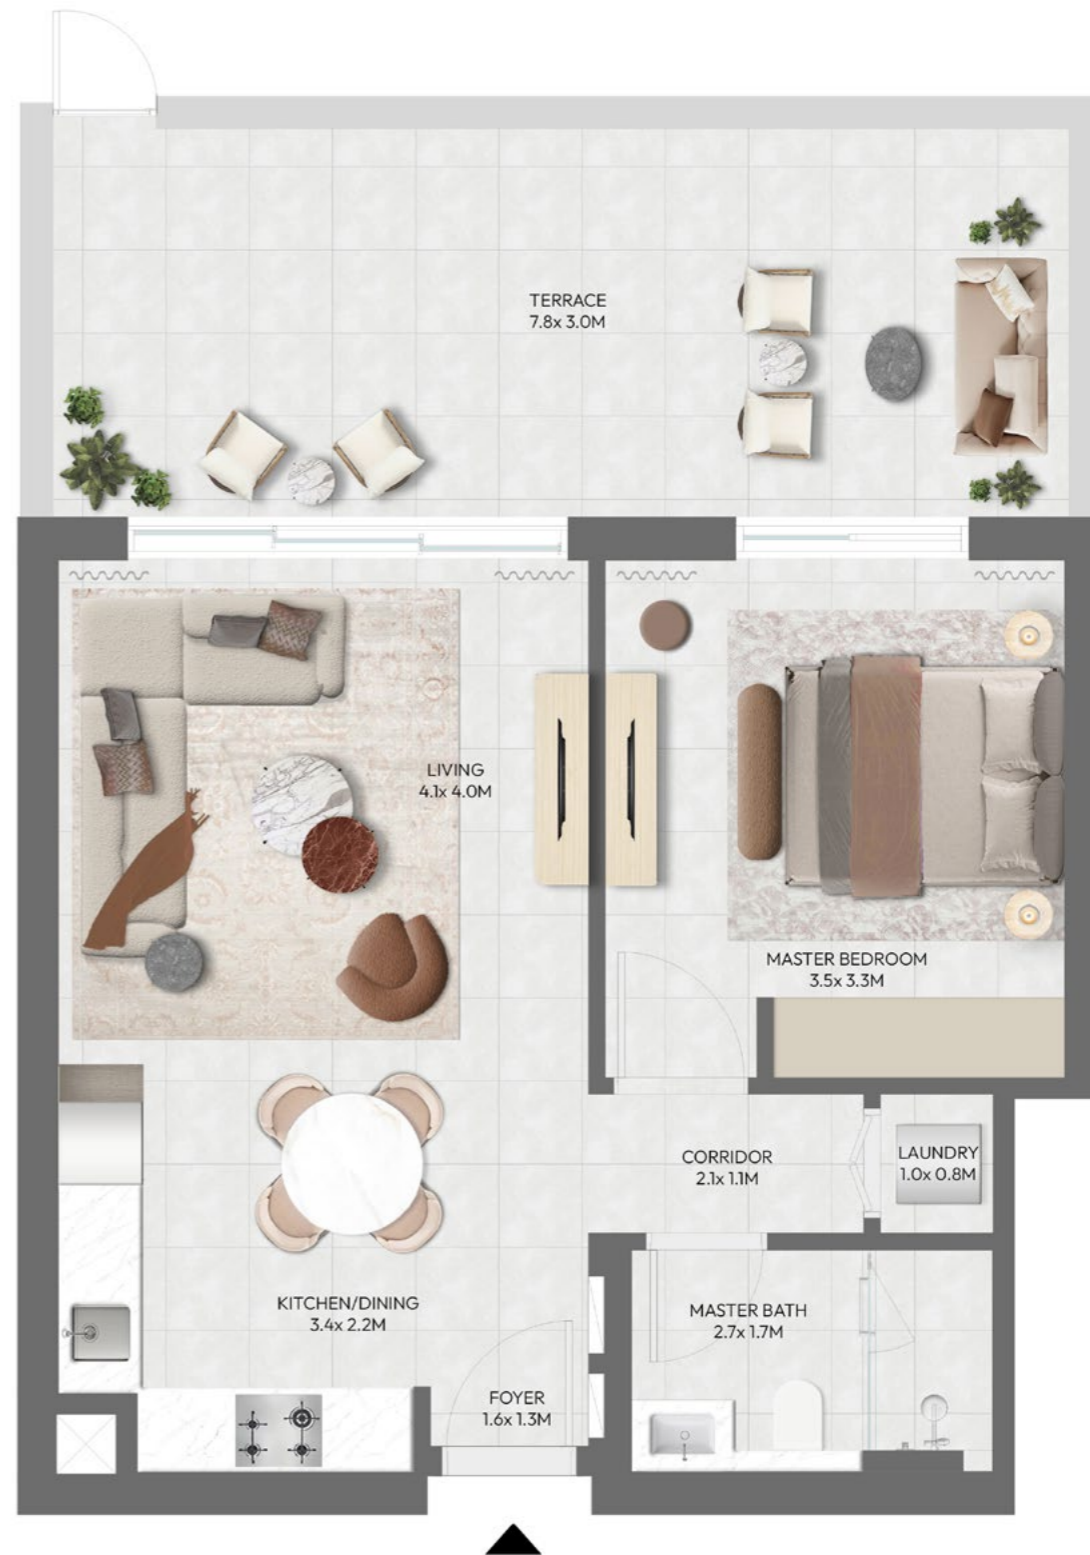 TERRACE
7.8x 3.0M
LIVING
4.1x 4.0M
MASTER BEDROOM
3.5x 3.3M
CORRIDOR
2.1x 1.1M
LAUNDRY
1.0x 0.8M
KITCHEN/DINING
3.4x 2.2M
MASTER BATH
2.7x 1.7M
FOYER
1.6x 1.3M